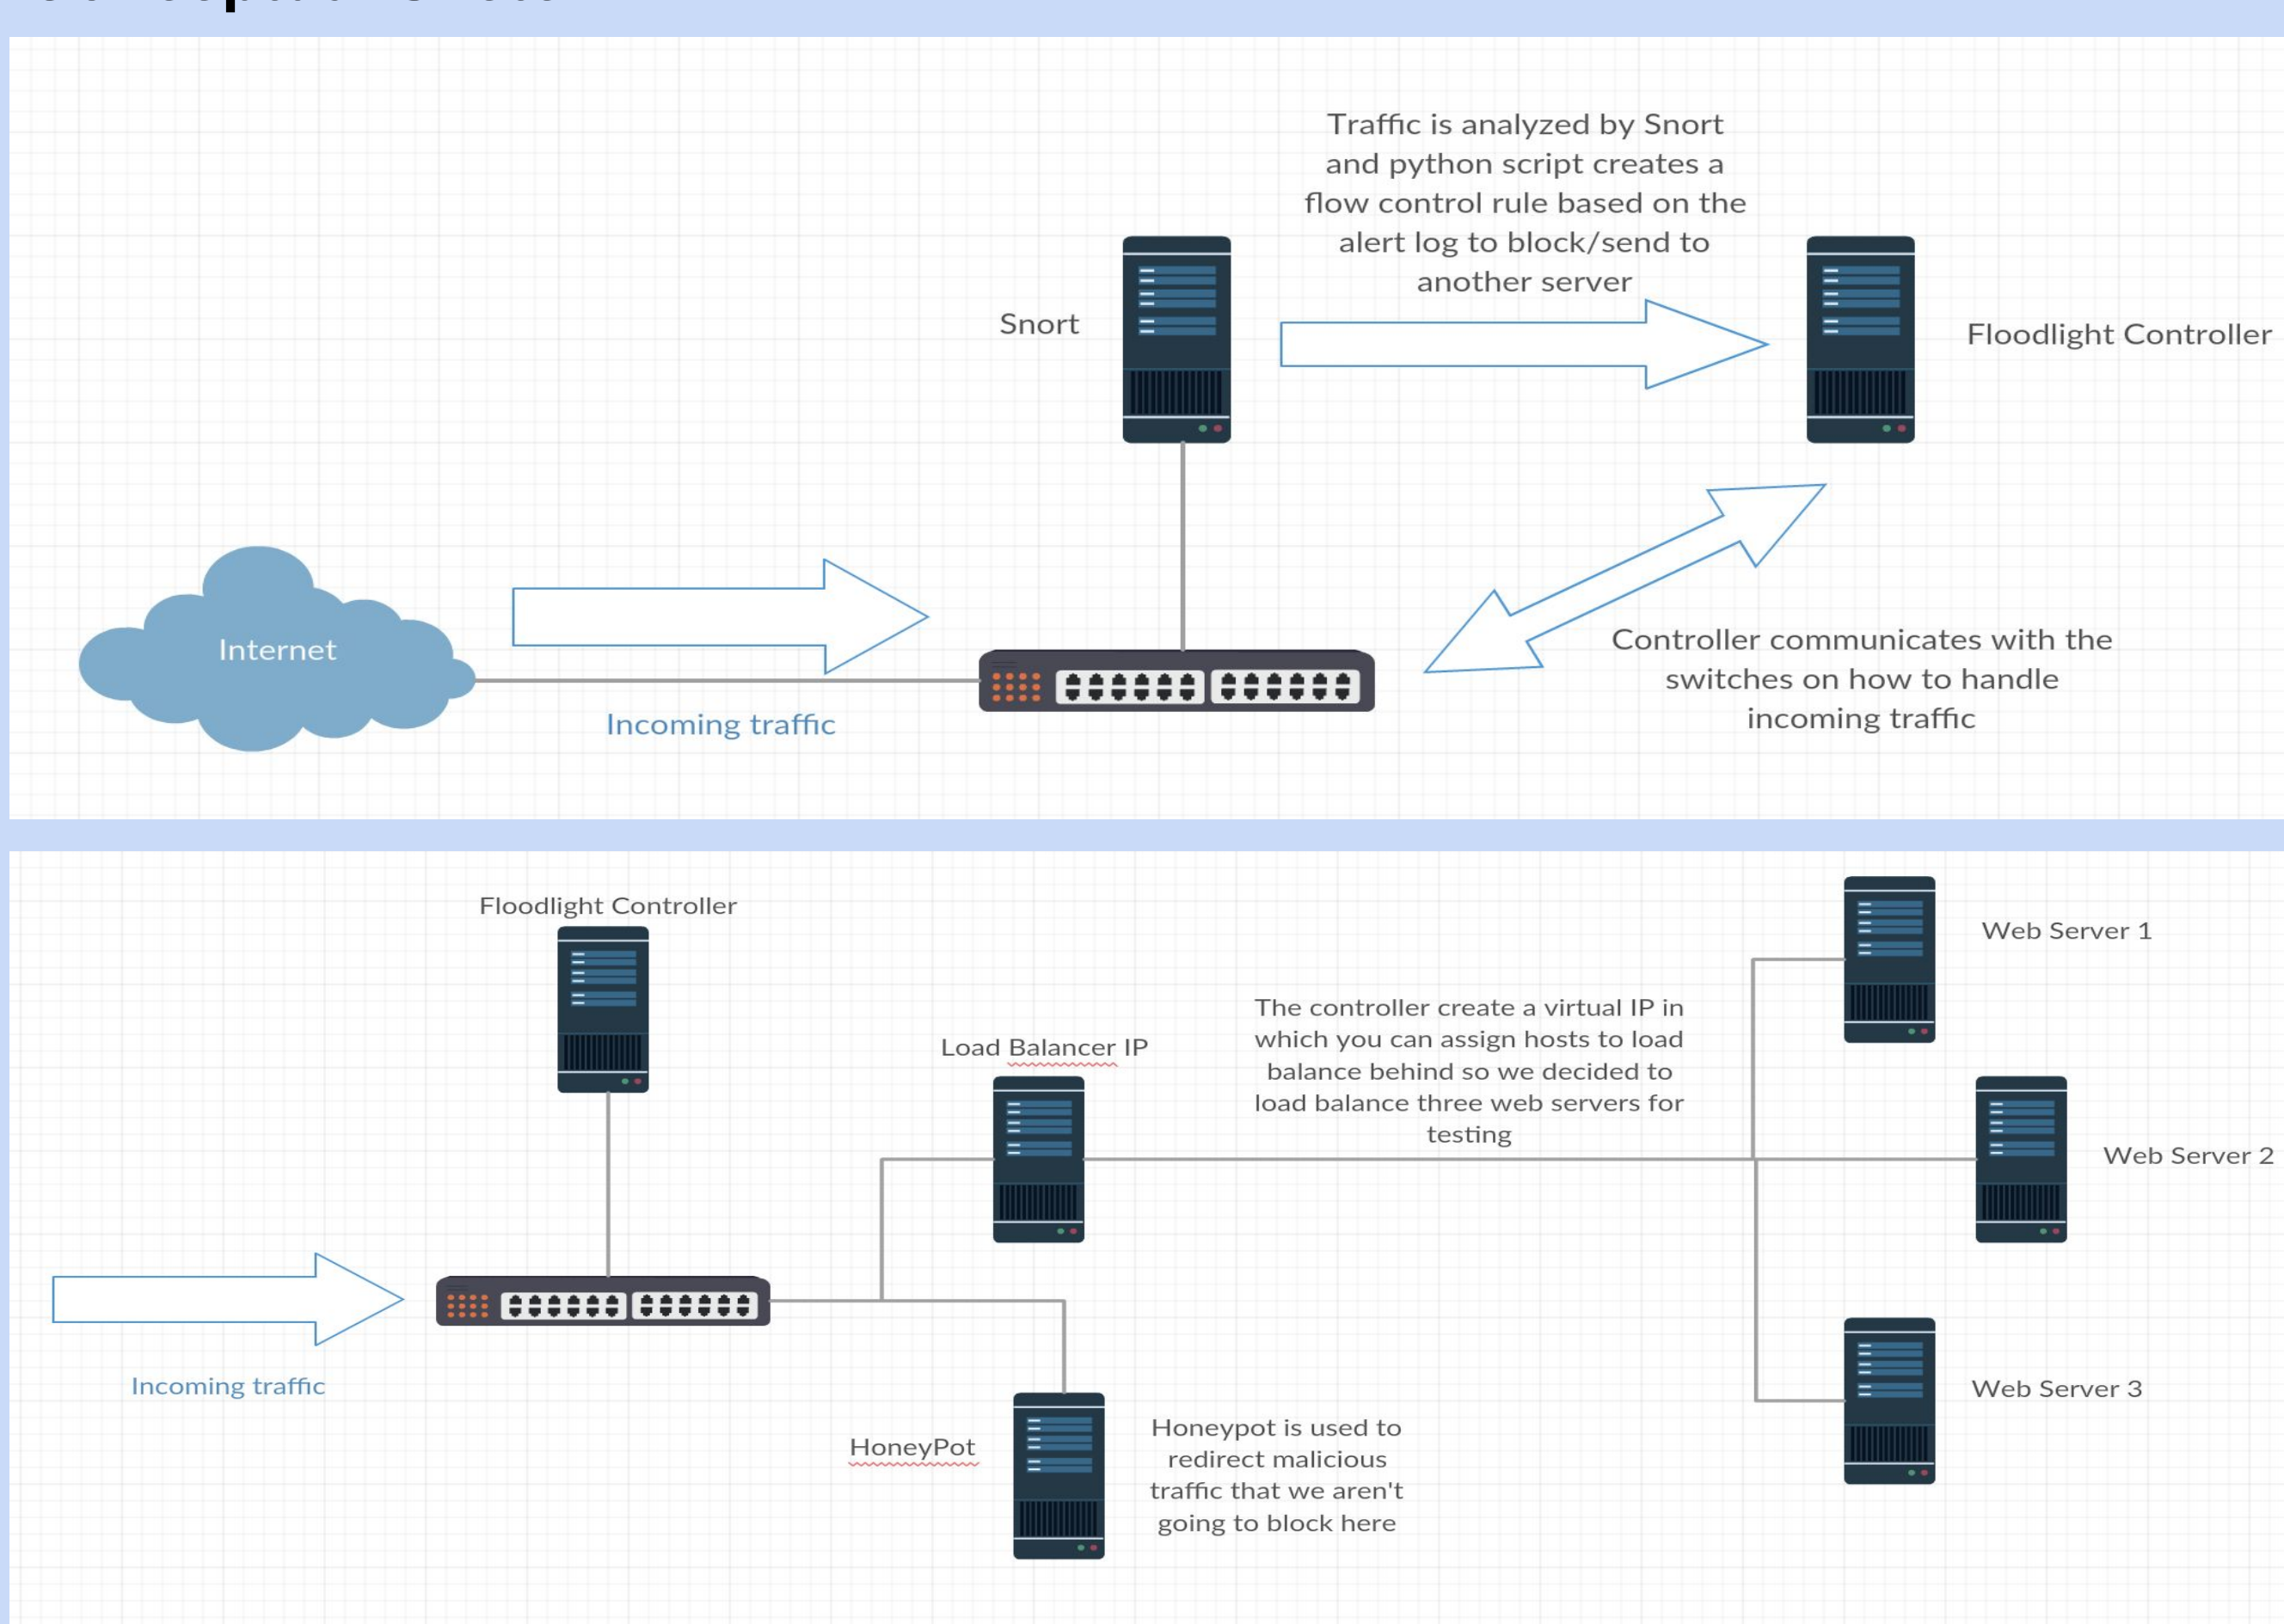 Traffic is analyzed by Snort
and python script creates a
flow control rule based on the
alert log to block/send to
another server
Snort
Floodlight Controller
Internet
Incoming traffic
Controller communicates with the
switches on how to handle
incoming traffic
Floodlight Controller
Web Server 1
Load Balancer IP
The controller create a virtual IP in
which you can assign hosts to load
balance behind so we decided to
load balance three web servers for
testing
Web Server 2
Incoming traffic
Web Server 3
HoneyPot
Honeypot is used to
redirect malicious
traffic that we aren't
going to block here